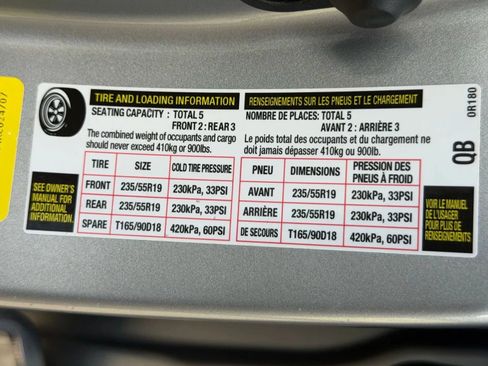 TIRE AND LOADING INFORMATION
SEATING CAPACITY : TOTAL 5
FRONT 2 : REAR 3
The combined weight of occupants and cargo
should never exceed 410kg or 900lbs.
TIRE SIZE COLD TIRE PRESSURE
FRONT 235/55R19 230kPa, 33PSI
REAR 235/55R19 230kPa, 33PSI
SPARE T165/90D18 420kPa, 60PSI
SEE OWNER'S
MANUAL FOR
ADDITIONAL
INFORMATION.
RENSEIGNEMENTS SUR LES PNEUS ET LE CHARGEMENT
NOMBRE DE PLACES: TOTAL 5
AVANT 2 : ARRIÈRE 3
Le poids total des occupants et du chargement ne
doit jamais dépasser 410kg ou 900lb.
PNEU DIMENSIONS PRESSION DES
PNEUS À FROID
AVANT 235/55R19 230kPa, 33PSI
ARRIÈRE 235/55R19 230kPa, 33PSI
DE SECOURS T165/90D18 420kPa, 60PSI
VOIR LE MANUEL
DE L'USAGER
POUR PLUS DE
RENSEIGNEMENTS
0R180
QB